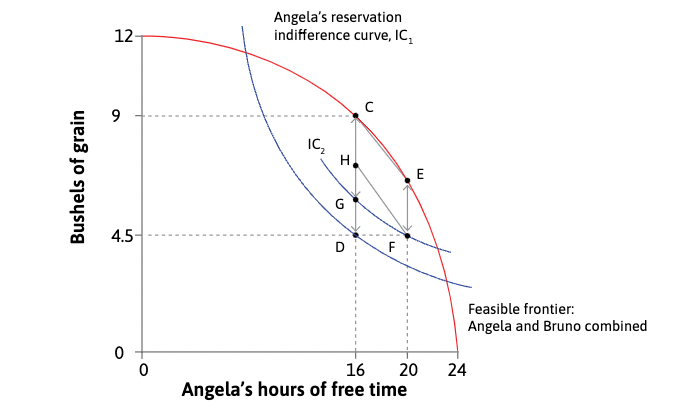 Angela’s reservation
indifference curve, IC1
12
Bushels of grain
9
C
IC2
H
E
G
4.5
D
F
Feasible frontier:
Angela and Bruno combined
0
0
16
20
24
Angela’s hours of free time